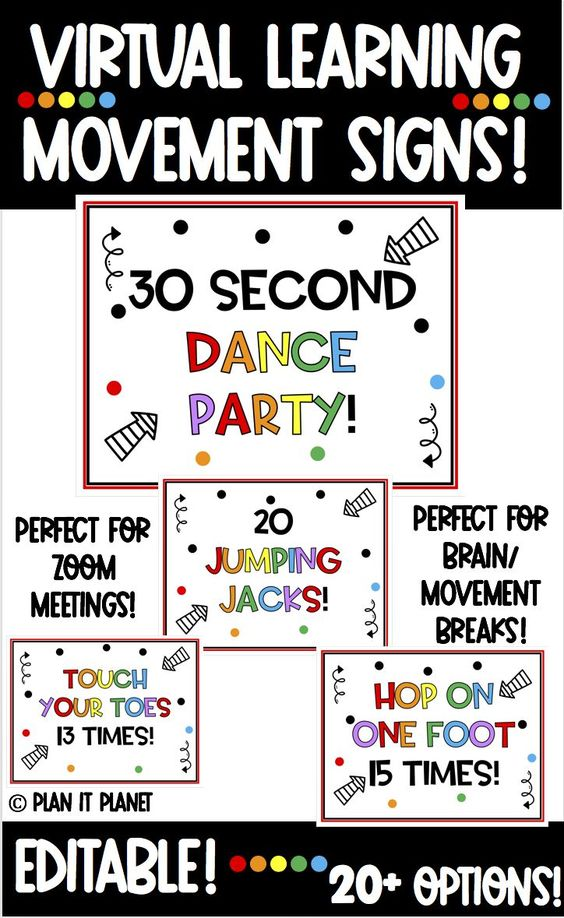 VIRTUAL LEARNING
MOVEMENT SIGNS!
30 SECOND
DANCE
PARTY!
PERFECT FOR
ZOOM
MEETINGS!
20
JUMPING
JACKS!
PERFECT FOR
BRAIN/
MOVEMENT
BREAKS!
TOUCH
YOUR TOES
13 TIMES!
HOP ON
ONE FOOT
15 TIMES!
© PLAN IT PLANET
EDITABLE!
20+ OPTIONS!